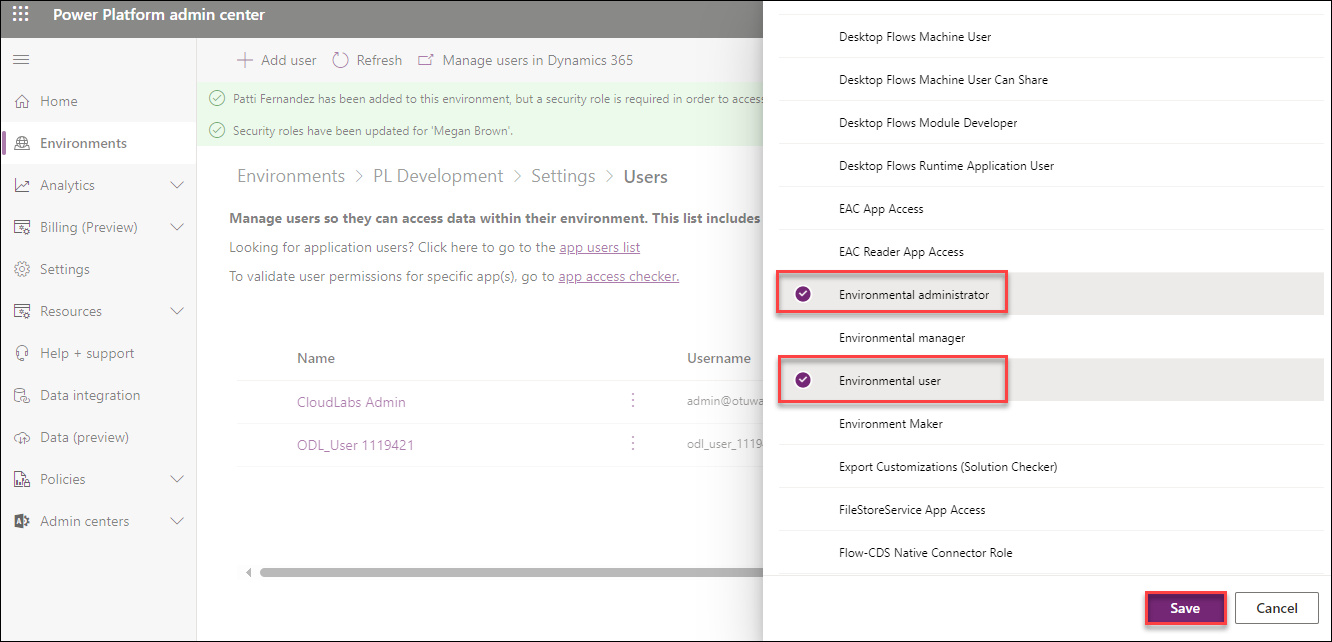 Power Platform admin center
Add user
Refresh
Manage users in Dynamics 365
Home
Environments
Analytics
Billing (Preview)
Settings
Resources
Help + support
Data integration
Data (preview)
Policies
Admin centers
Patti Fernandez has been added to this environment, but a security role is required in order to access
Security roles have been updated for 'Megan Brown'.
Environments > PL Development > Settings > Users
Manage users so they can access data within their environment. This list includes
Looking for application users? Click here to go to the app users list
To validate user permissions for specific app(s), go to app access checker.
Name Username
CloudLabs Admin admin@otuwa
ODL_User 1119421 odl_user_1119
Desktop Flows Machine User
Desktop Flows Machine User Can Share
Desktop Flows Module Developer
Desktop Flows Runtime Application User
EAC App Access
EAC Reader App Access
Environmental administrator
Environmental manager
Environmental user
Environment Maker
Export Customizations (Solution Checker)
FileStoreService App Access
Flow-CDS Native Connector Role
Save
Cancel